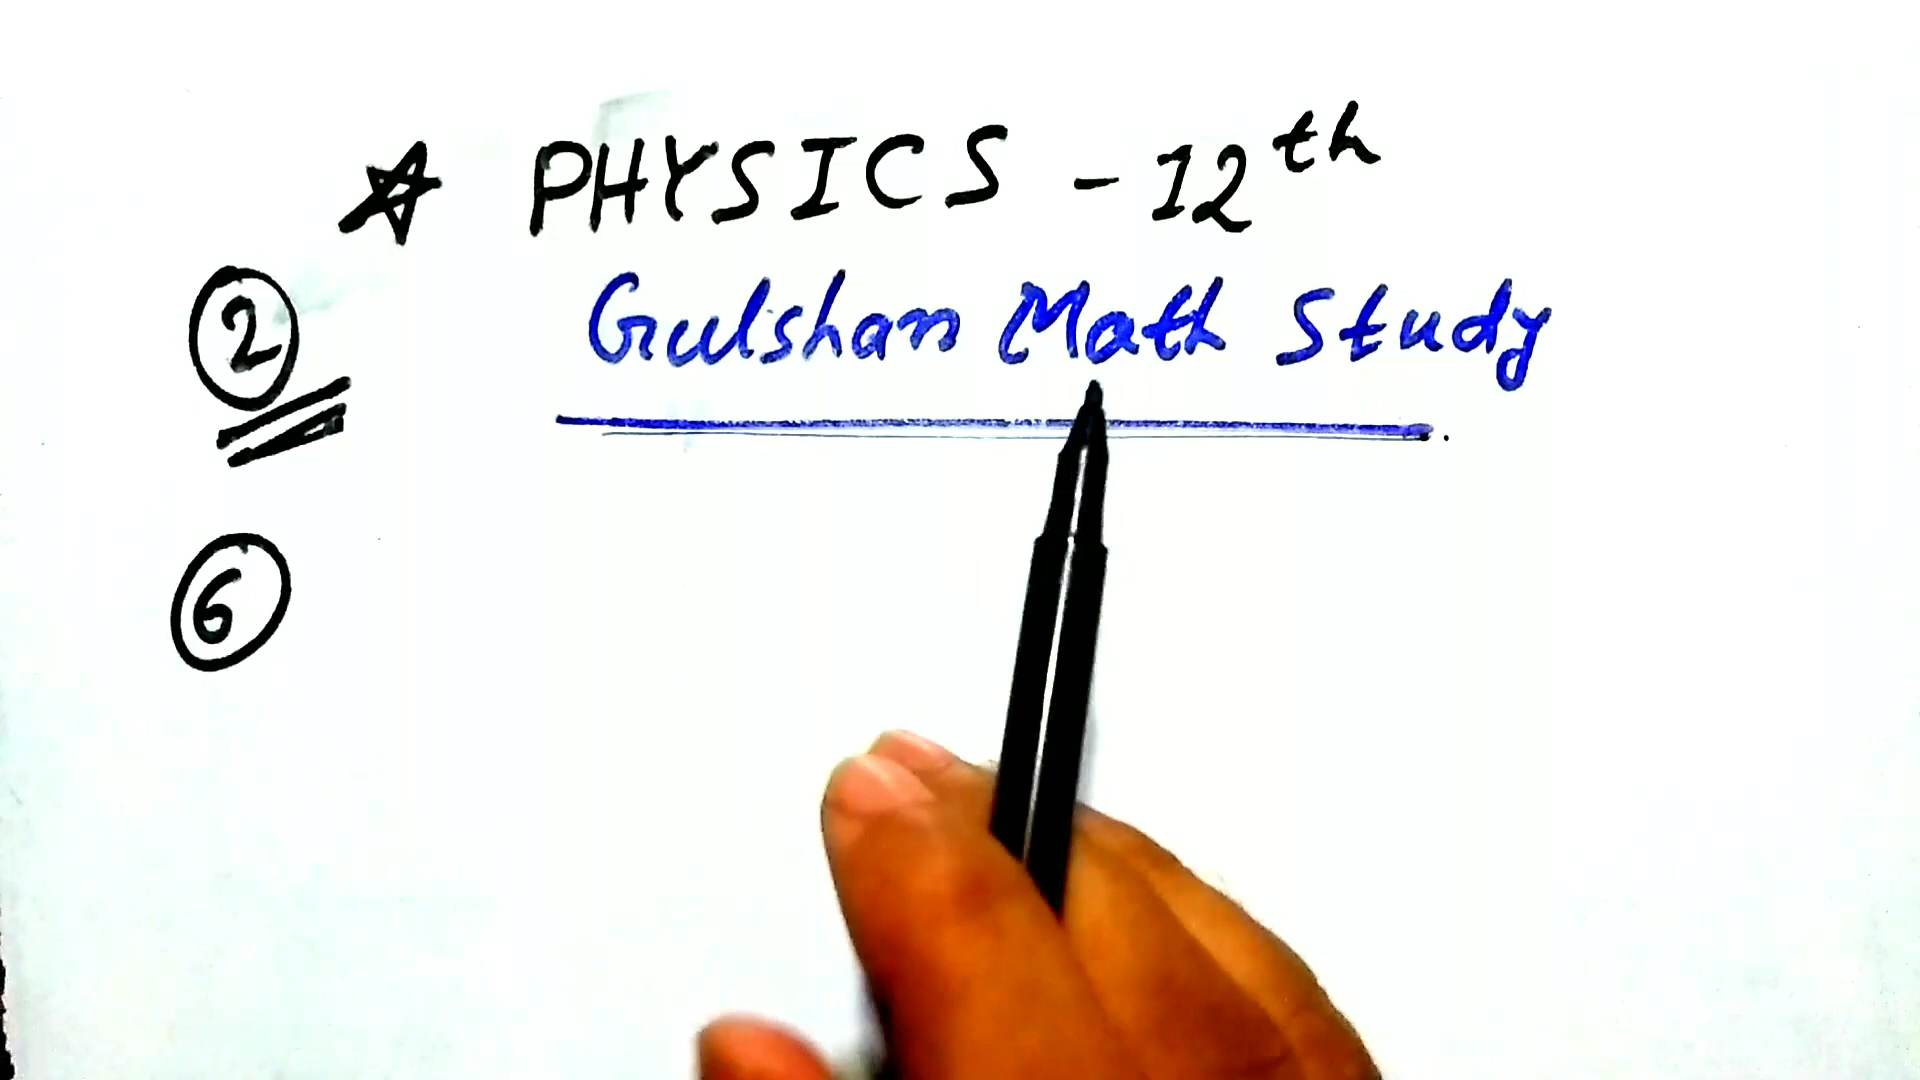 ☆ PHYSICS - 12th
②
Gulshan Math Study
⑥